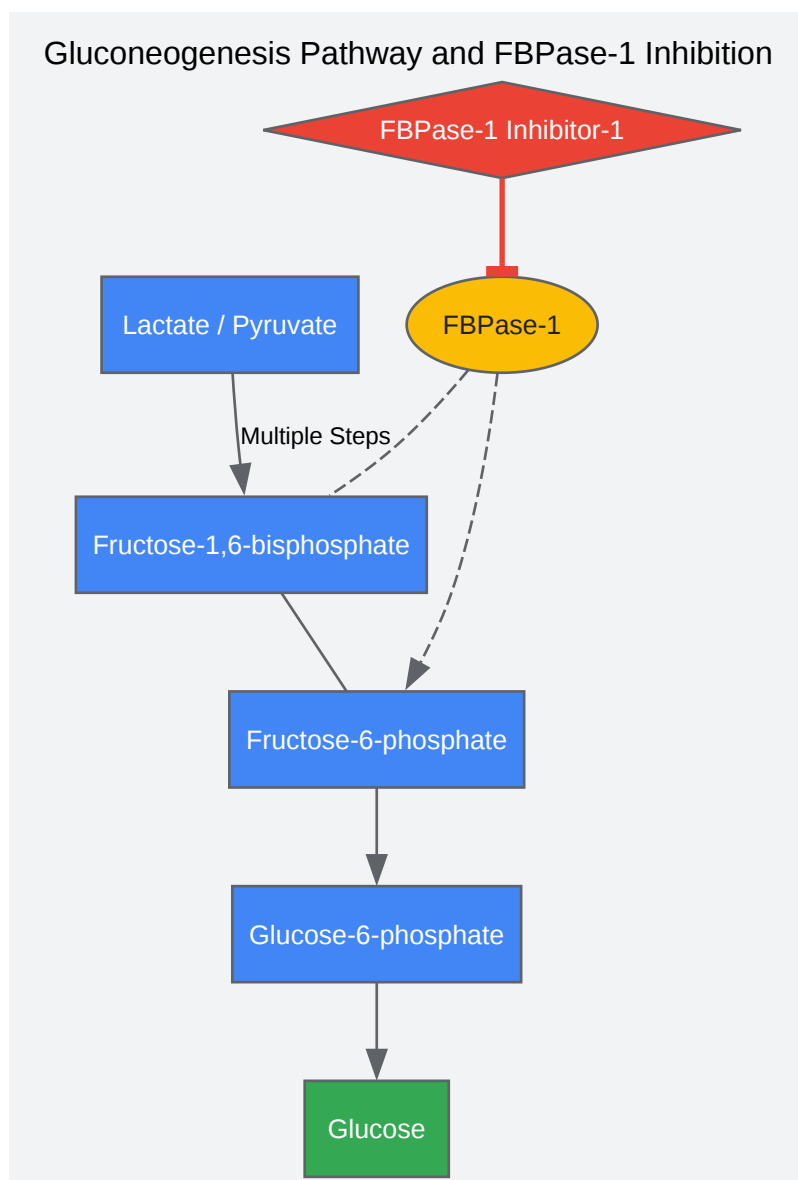 Gluconeogenesis Pathway and FBPase-1 Inhibition
FBPase-1 Inhibitor-1
Lactate / Pyruvate
FBPase-1
Multiple Steps
Fructose-1,6-bisphosphate
Fructose-6-phosphate
Glucose-6-phosphate
Glucose